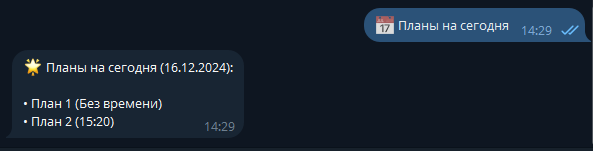 📅 Планы на сегодня 14:29
🌟 Планы на сегодня (16.12.2024):
• План 1 (Без времени)
• План 2 (15:20)
14:29